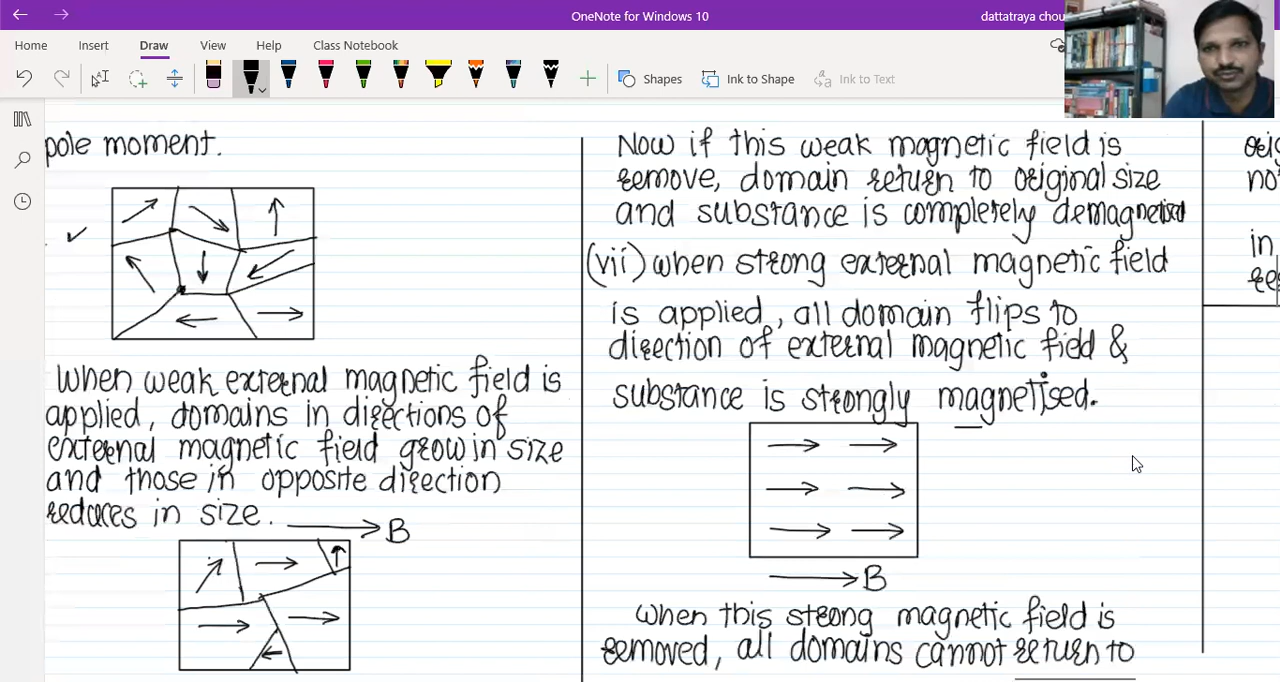 OneNote for Windows 10
dattatraya chou
Home Insert Draw View Help Class Notebook
Shapes Ink to Shape Ink to Text
pole moment.
When weak external magnetic field is
applied, domains in directions of
external magnetic field grow in size
and those in opposite direction
reduces in size.
B
Now if this weak magnetic field is
remove, domain return to original size
and substance is completely demagnetised
(vii) when strong external magnetic field
is applied, all domain flips to
direction of external magnetic field &
substance is strongly magnetised.
B
when this strong magnetic field is
removed, all domains cannot return to
in